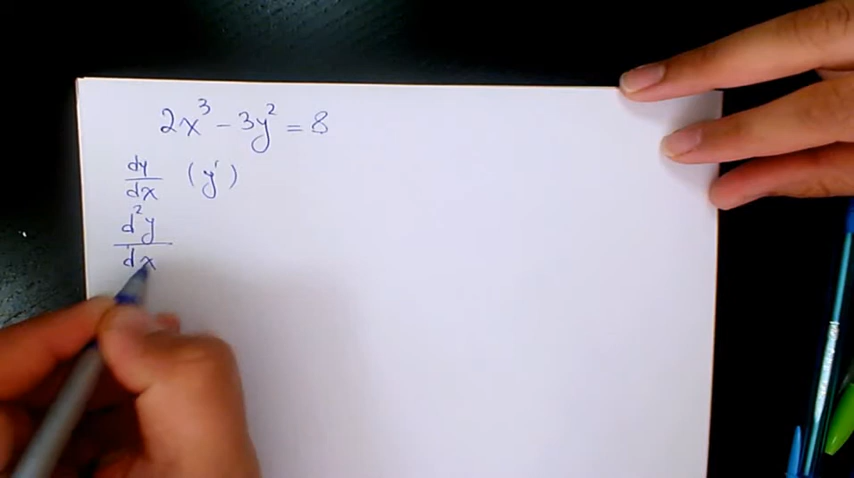 2x³ - 3y² = 8
dy/dx (y')
d²y/dx